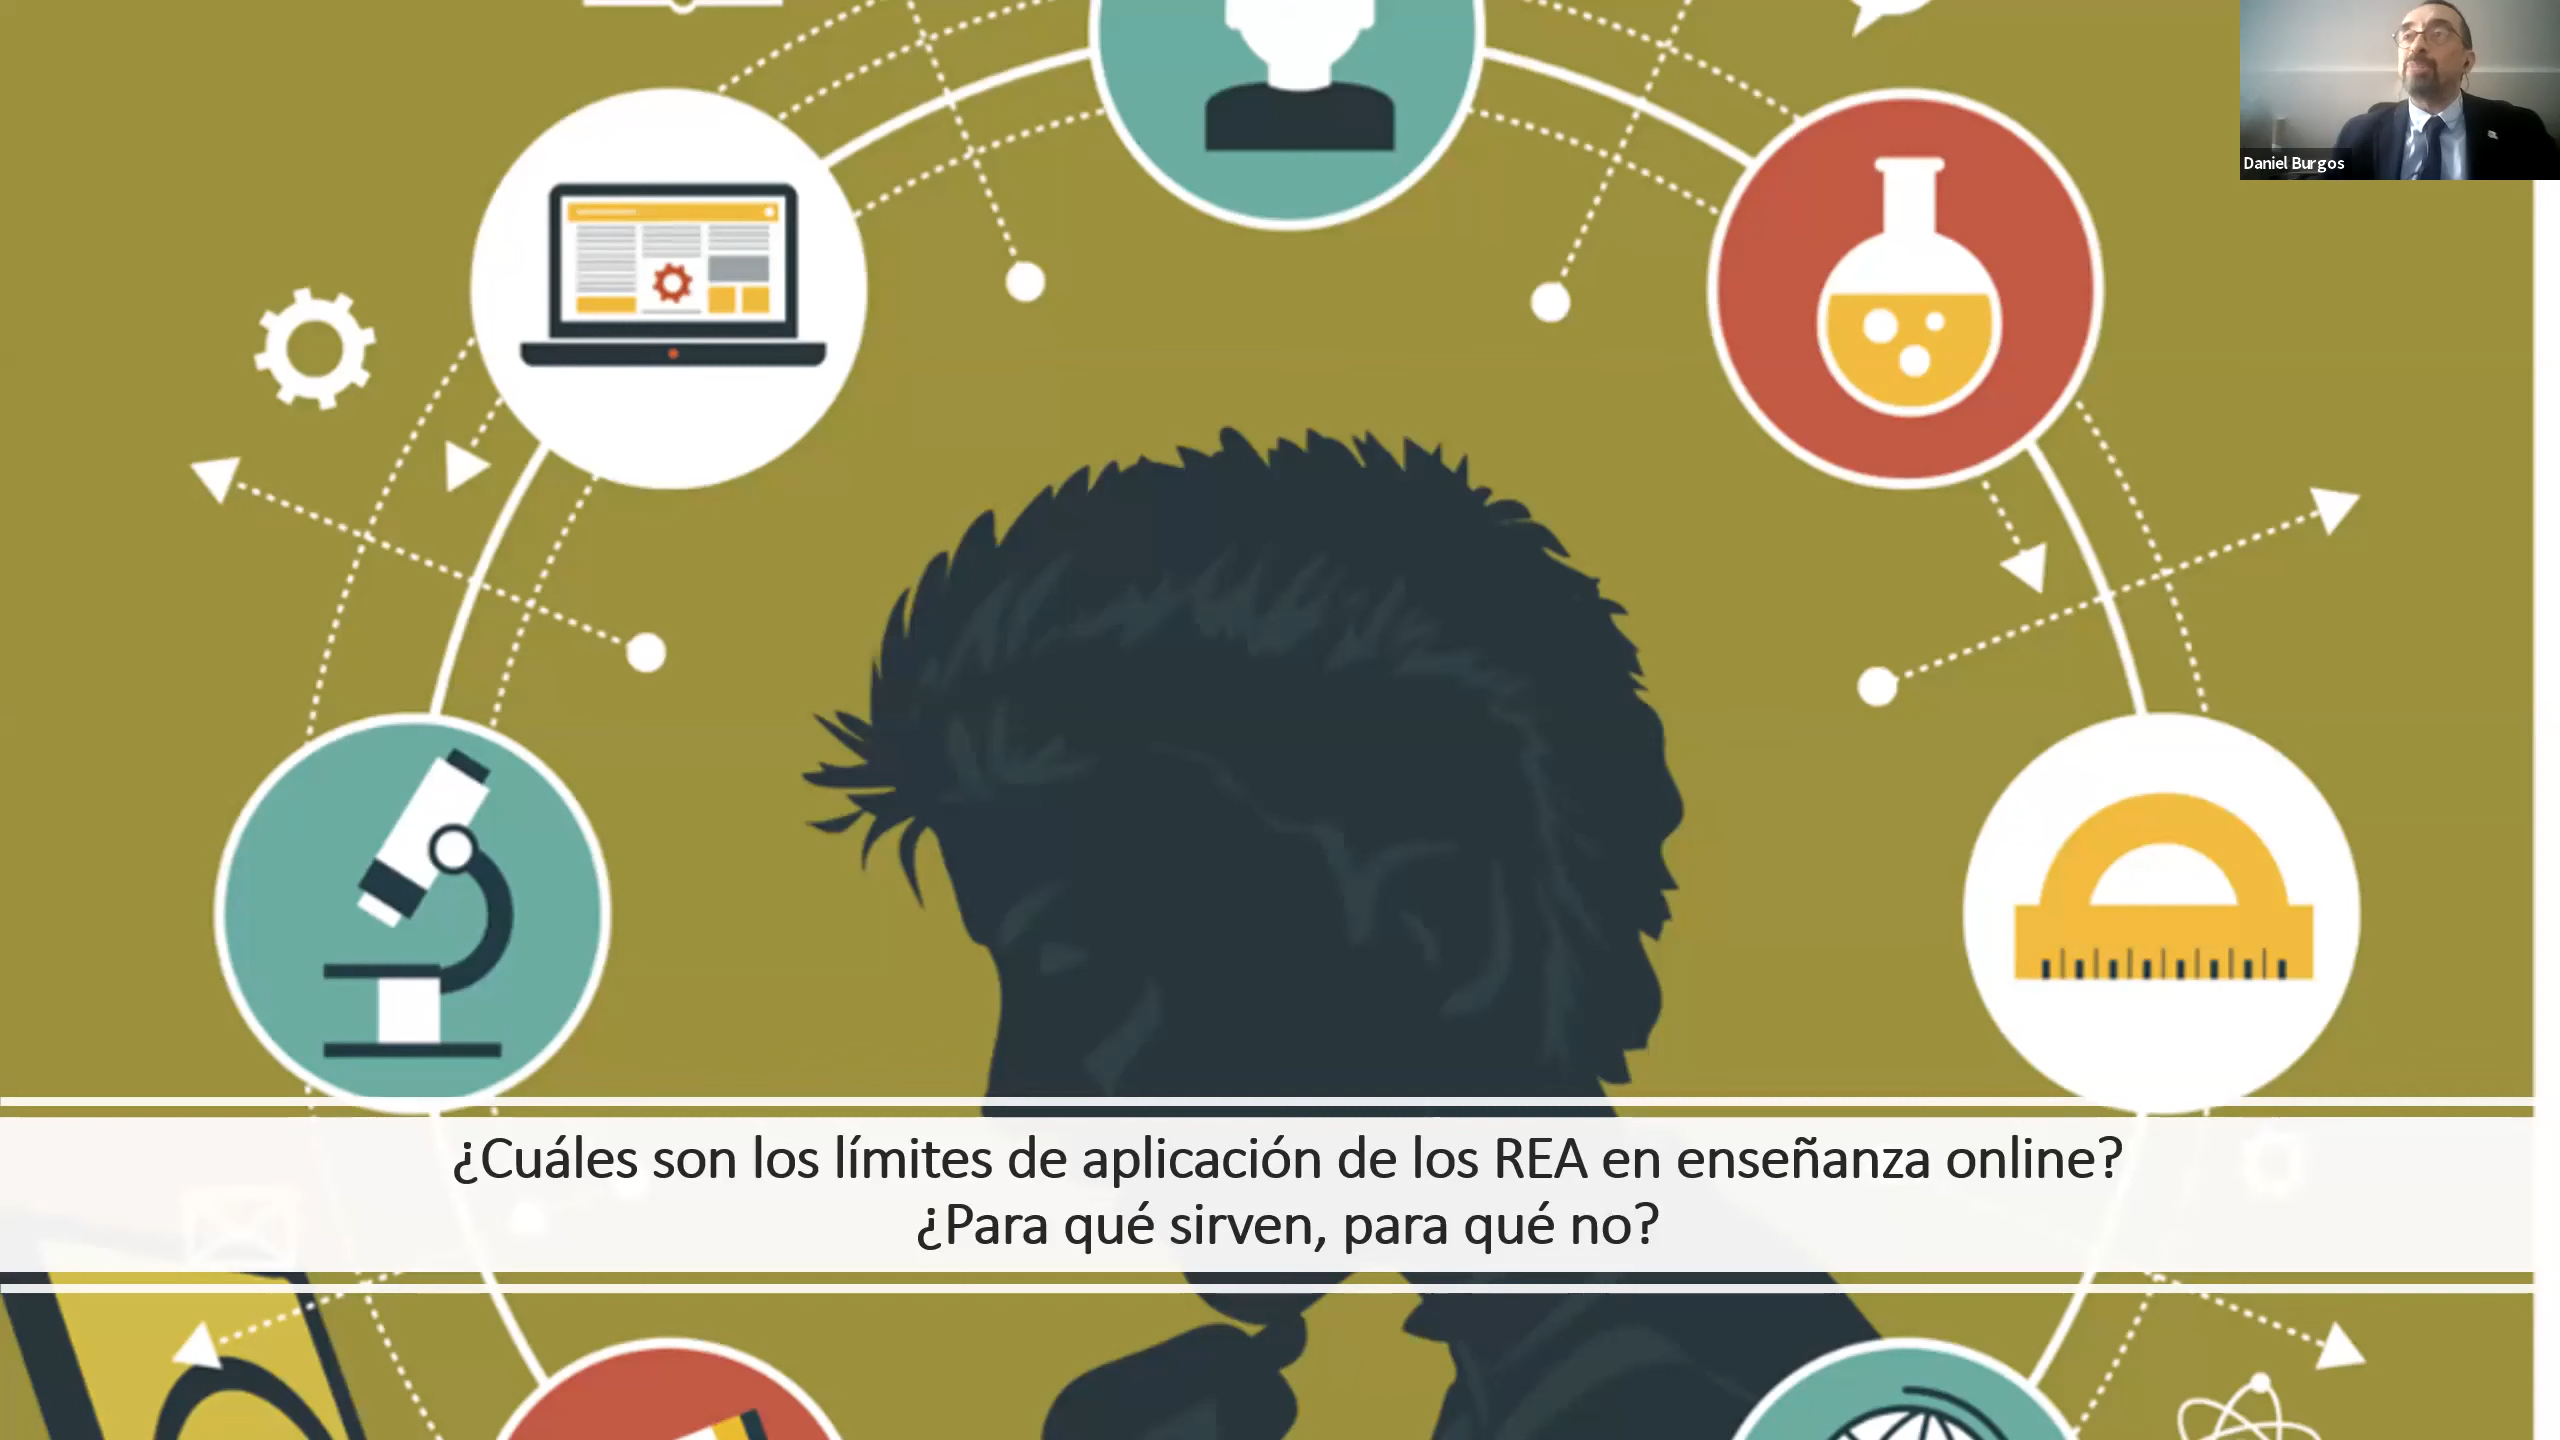 Daniel Burgos
¿Cuáles son los límites de aplicación de los REA en enseñanza online?
¿Para qué sirven, para qué no?